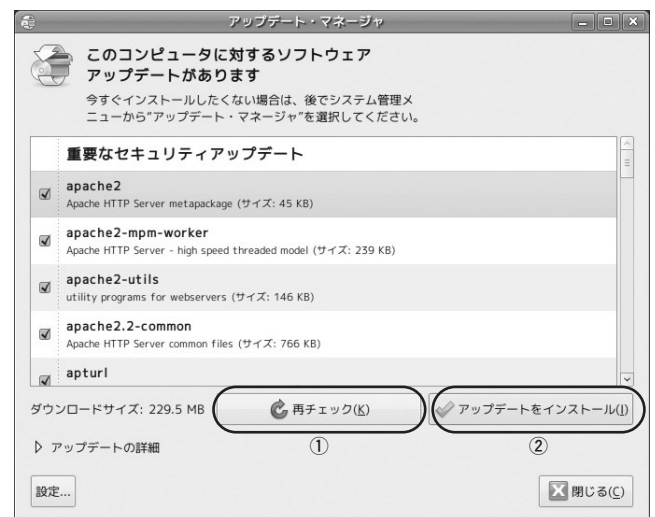 アップデート・マネージャ
このコンピュータに対するソフトウェア
アップデートがあります
今すぐインストールしたくない場合は、後でシステム管理メ
ニューから"アップデート・マネージャ"を選択してください。
重要なセキュリティアップデート
apache2
Apache HTTP Server metapackage (サイズ: 45 KB)
apache2-mpm-worker
Apache HTTP Server - high speed threaded model (サイズ: 239 KB)
apache2-utils
utility programs for webservers (サイズ: 146 KB)
apache2.2-common
Apache HTTP Server common files (サイズ: 766 KB)
apturl
ダウンロードサイズ: 229.5 MB 再チェック(K) アップデートをインストール(I)
アップデートの詳細 ① ②
設定... 閉じる(C)